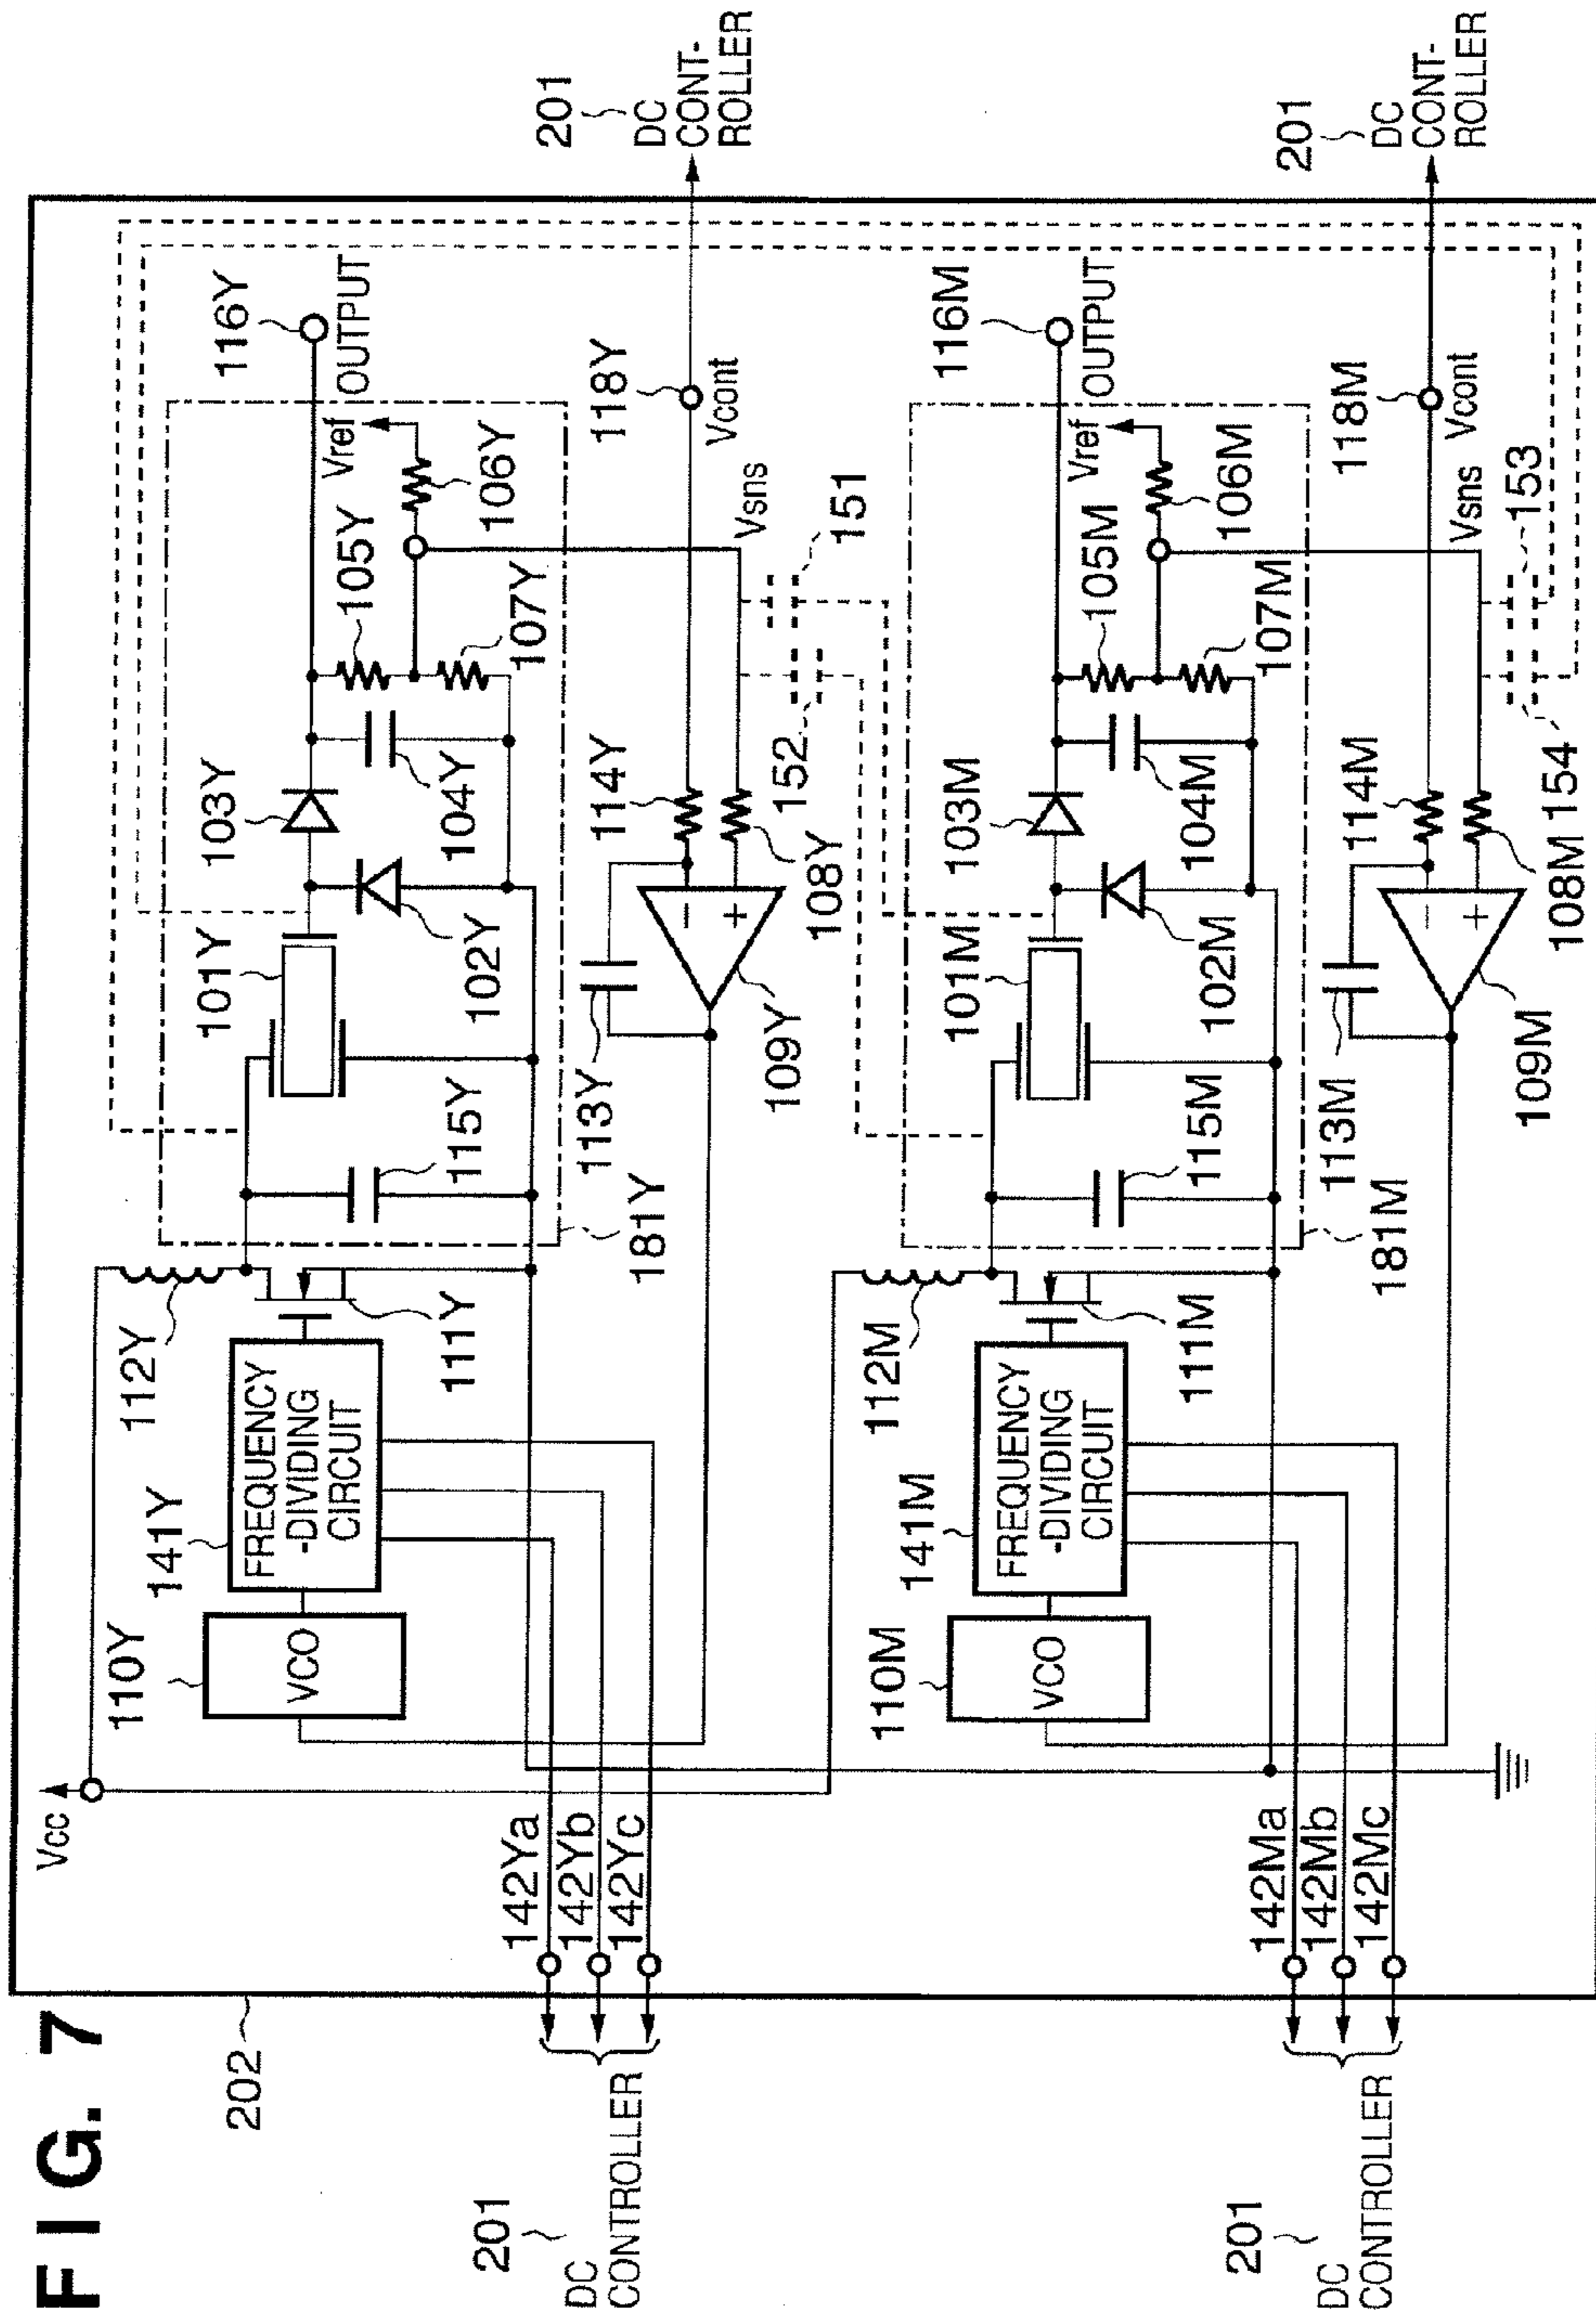 FIG. 7
202
Vcc
110Y
VCO
141Y
FREQUENCY
-DIVIDING
CIRCUIT
112Y
111Y
115Y
181Y
101Y
102Y
103Y
104Y
105Y
107Y
Vref
106Y
116Y
OUTPUT
113Y
109Y
-
+
108Y
114Y
Vsns
118Y
Vcont
201
DC
CONT-
ROLLER
142Ya
142Yb
142Yc
201
DC
CONTROLLER
152
151
110M
VCO
141M
FREQUENCY
-DIVIDING
CIRCUIT
112M
111M
115M
181M
101M
102M
103M
104M
105M
107M
Vref
106M
116M
OUTPUT
113M
109M
-
+
108M
114M
154
153
Vsns
118M
Vcont
201
DC
CONT-
ROLLER
142Ma
142Mb
142Mc
201
DC
CONTROLLER